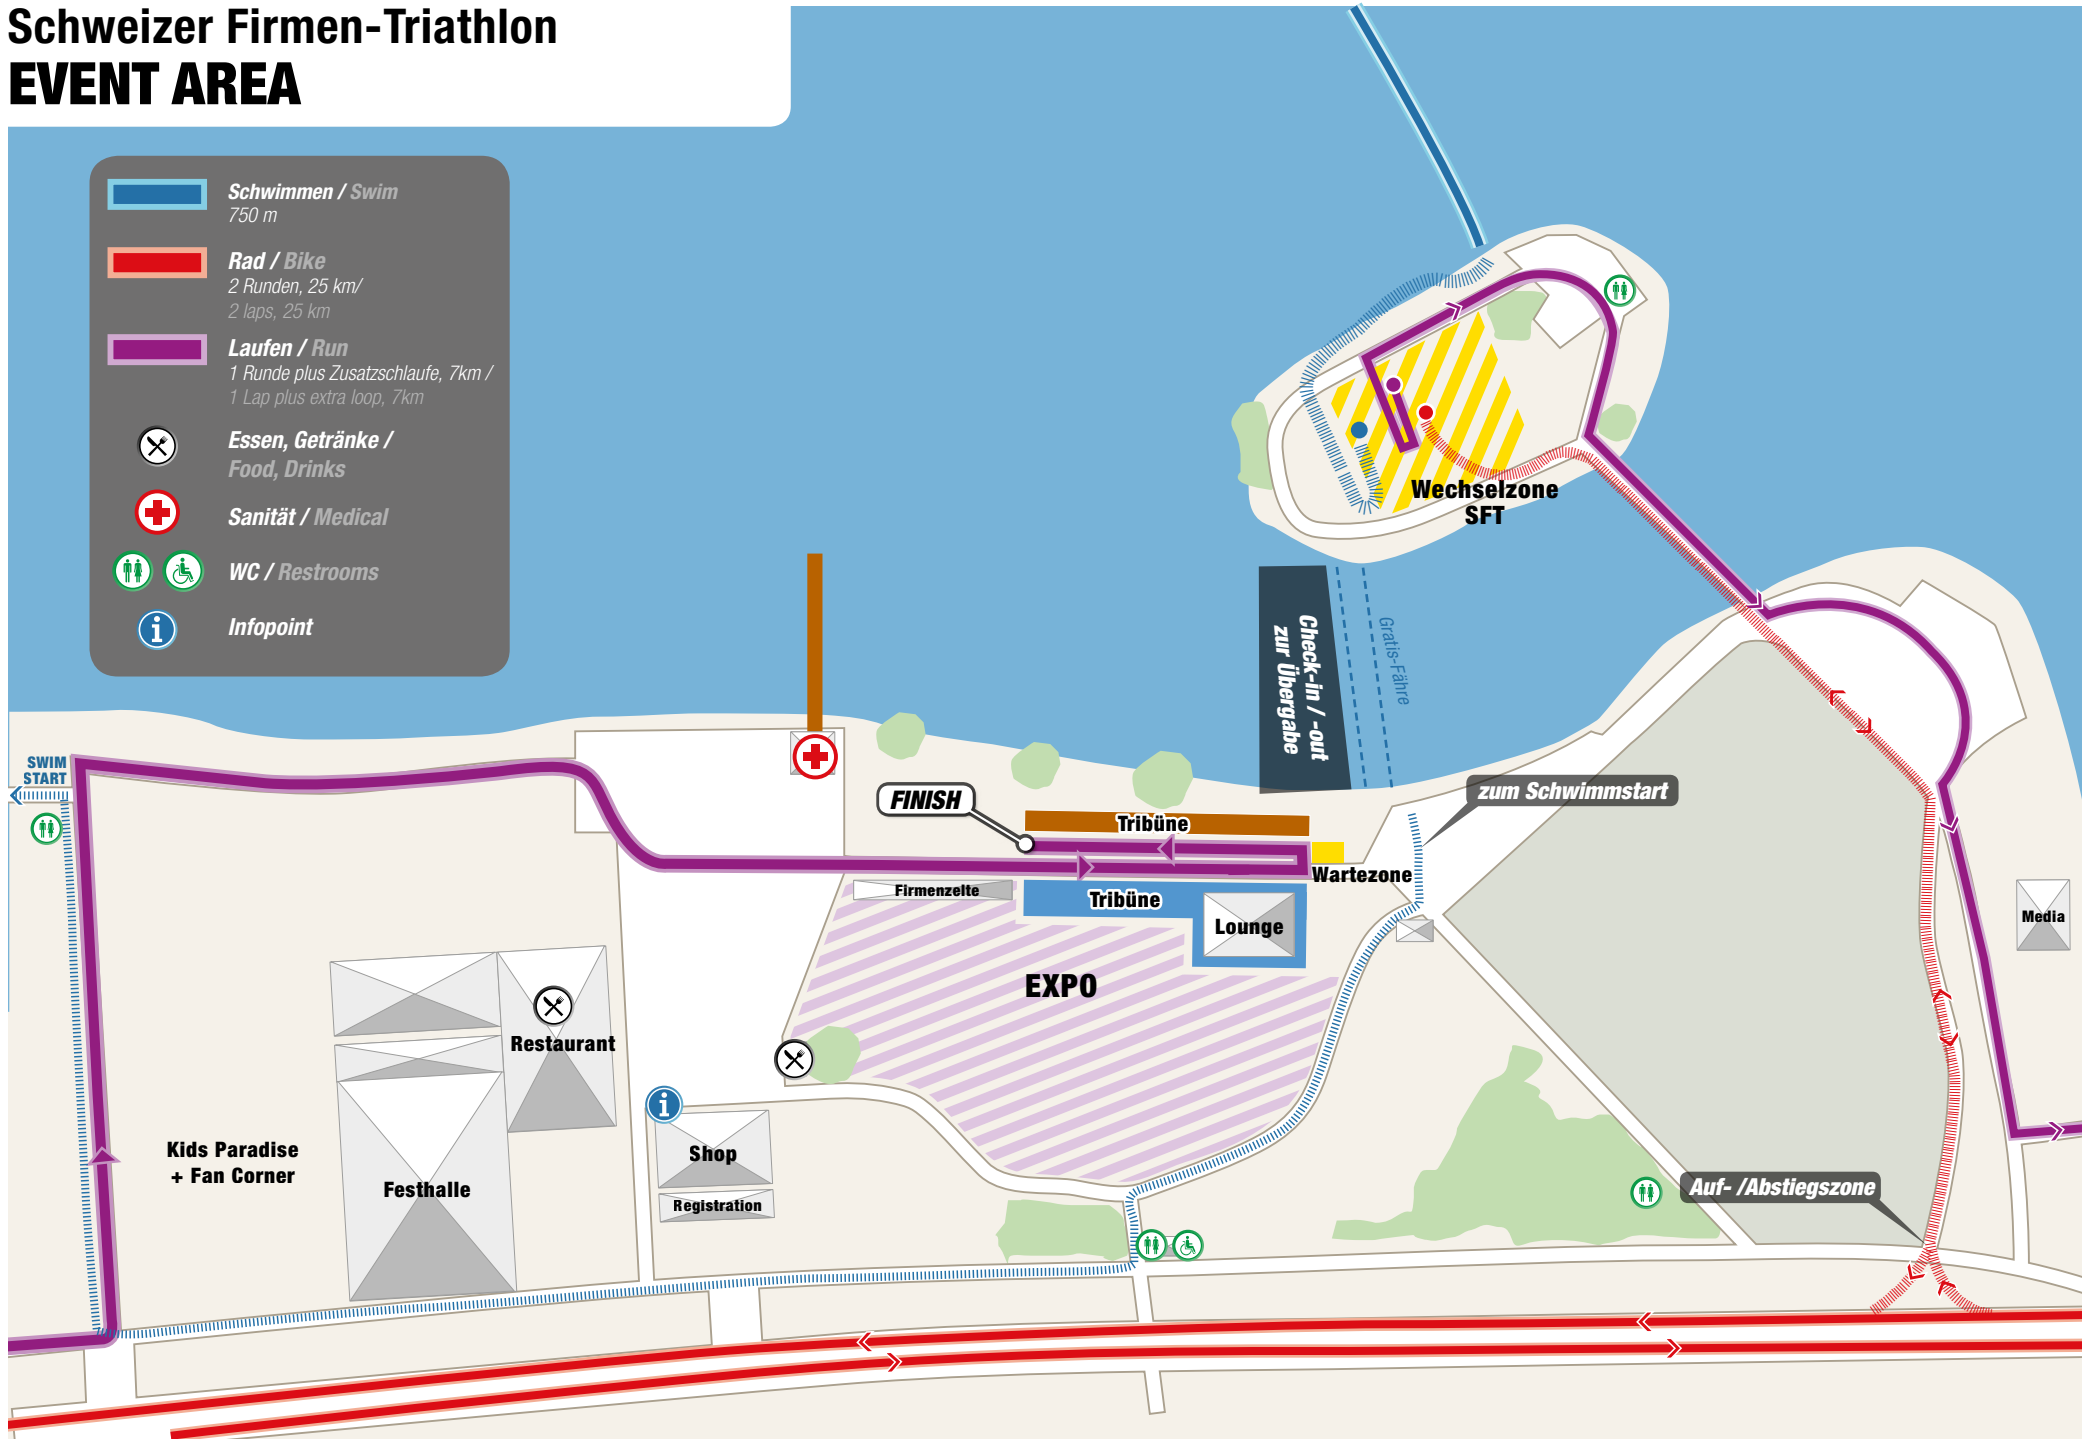 Schweizer Firmen-Triathlon
EVENT AREA
Schwimmen / Swim
750 m
Rad / Bike
2 Runden, 25 km/
2 laps, 25 km
Laufen / Run
1 Runde plus Zusatzschlaufe, 7km /
1 Lap plus extra loop, 7km
Essen, Getränke /
Food, Drinks
Sanität / Medical
WC / Restrooms
i Infopoint
Wechselzone
SFT
Check-in / -out
zur Übergabe
Gratis-Fähre
SWIM
START
zum Schwimmstart
FINISH
Tribüne
Wartezone
Firmenzelte
Tribüne
Lounge
Media
EXPO
Restaurant
i
Kids Paradise
+ Fan Corner
Festhalle
Shop
Registration
Auf- /Abstiegszone